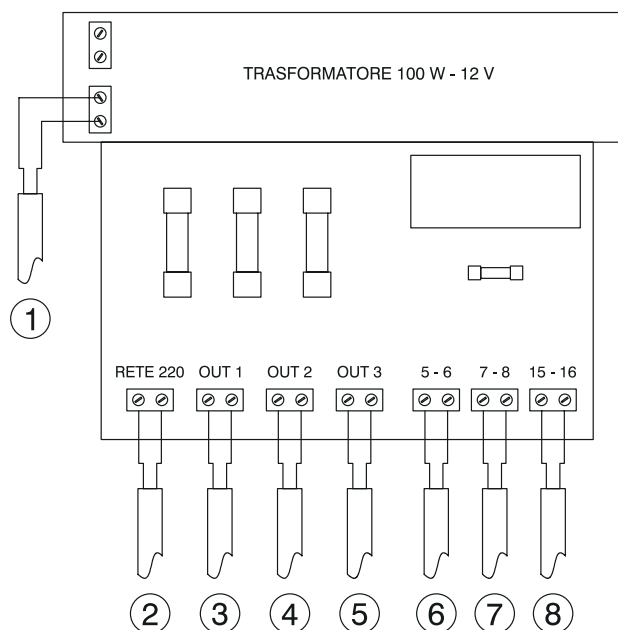 TRASFORMATORE 100 W - 12 V
1
RETE 220 OUT 1 OUT 2 OUT 3 5 - 6 7 - 8 15 - 16
2 3 4 5 6 7 8